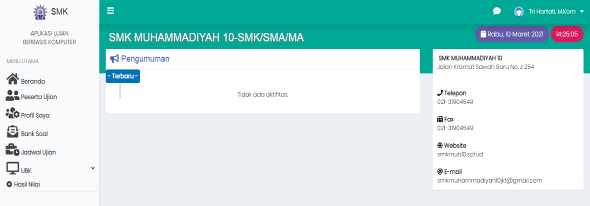 SMK
Tri Hartati, M.Kom
APLIKASI UJIAN
BERBASIS KOMPUTER
MENU UTAMA
Beranda
Peserta Ujian
Profil Saya
Bank Soal
Jadwal Ujian
UBK
Hasil Nilai
SMK MUHAMMADIYAH 10-SMK/SMA/MA
Rabu, 10 Maret 2021
14:25:05
Pengumuman
- Terbaru -
Tidak ada aktifitas.
SMK MUHAMMADIYAH 10
Jalan Kramat Sawah Baru No. J 254
Telepon
021-31904549
Fax
021-31904549
Website
smkmuh10.sch.id
E-mail
smkmuhammadiyah10jkt@gmail.com